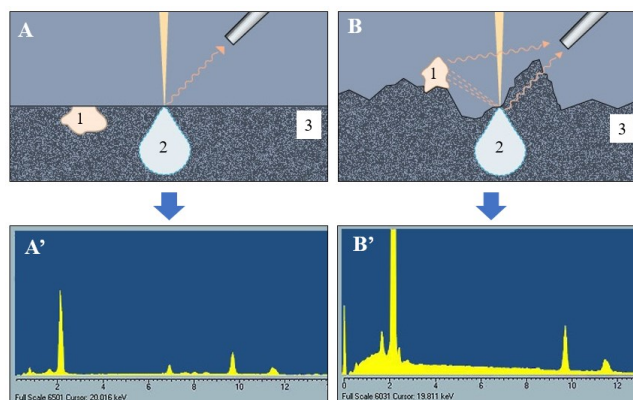 A
1
2
3
B
1
2
3
A’
2 4 6 8 10 12
Full Scale 6501 Cursor: 20.016 keV
B’
0 2 4 6 8 10 12
Full Scale 6031 Cursor: 19.811 keV